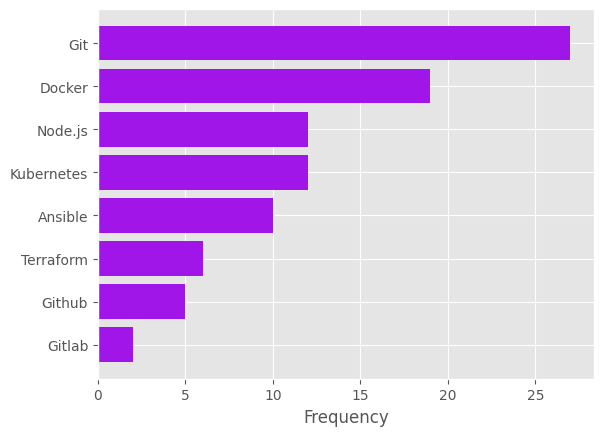 Git
Docker
Node.js
Kubernetes
Ansible
Terraform
Github
Gitlab
0 5 10 15 20 25
Frequency